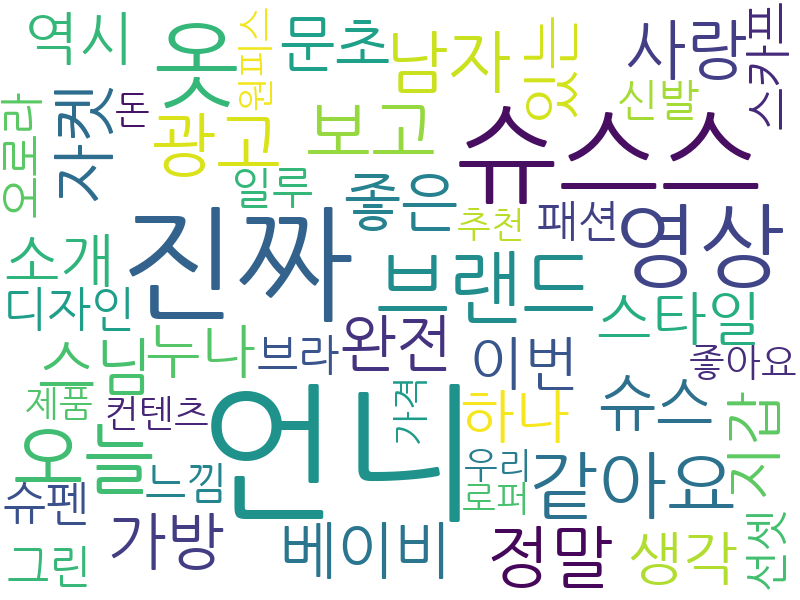 역시
옷
원피스
문초
남자
있는
사랑
스카프
오로라
자켓
돈
광고
보고
슈스스
신발
일루
좋은
추천
패션
영상
소개
진짜
브랜드
디자인
스님
누나
브라
완전
이번
스타일
좋아요
제품
컨텐츠
언니
가격
하나
슈스
지갑
오늘
슈펜
느낌
우리
로퍼
같아요
그린
가방
베이비
정말
생각
선셋